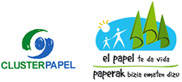 CLUSTERPAPEL
el papel te da vida
paperak bizia ematen dizu